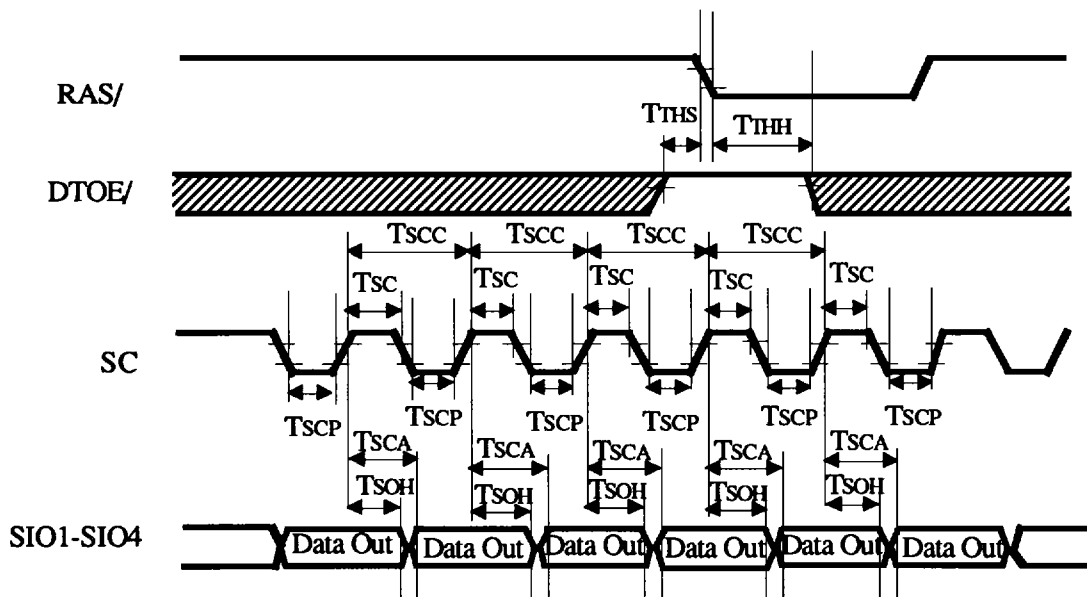 RAS/
TTHS TTHH
DTOE/
TSCC TSCC TSCC TSCC
TSC TSC TSC TSC TSC
SC
TSCP TSCP TSCP TSCP TSCP TSCP
TSCA TSCA TSCA TSCA TSCA
TSOH TSOH TSOH TSOH TSOH
SIO1-SIO4 Data Out Data Out Data Out Data Out Data Out Data Out